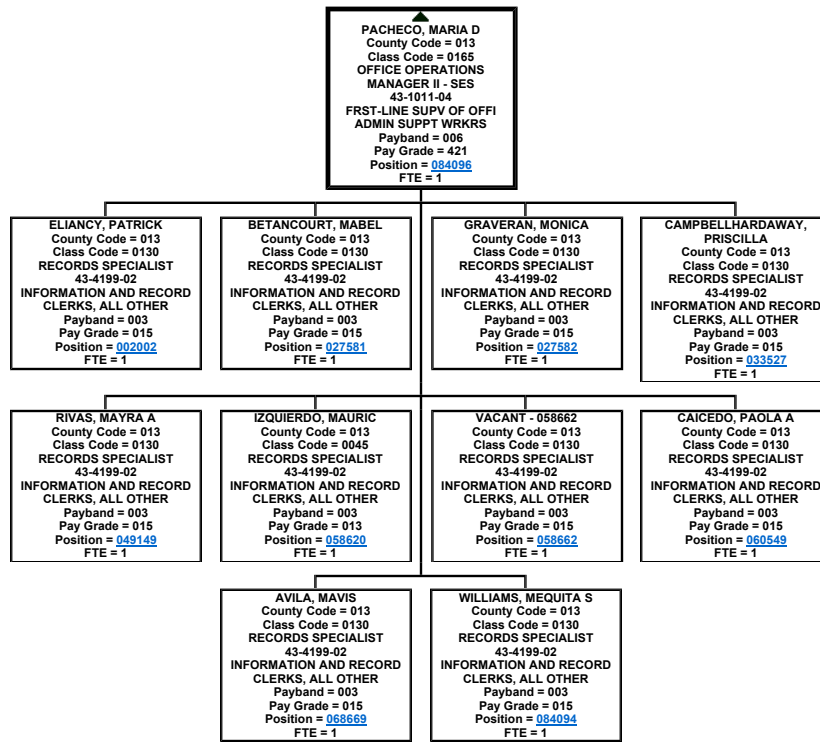 PACHECO, MARIA D
County Code = 013
Class Code = 0165
OFFICE OPERATIONS
MANAGER II - SES
43-1011-04
FRST-LINE SUPV OF OFFI
ADMIN SUPPT WRKRS
Payband = 006
Pay Grade = 421
Position = 084096
FTE = 1
ELIANCY, PATRICK
County Code = 013
Class Code = 0130
RECORDS SPECIALIST
43-4199-02
INFORMATION AND RECORD
CLERKS, ALL OTHER
Payband = 003
Pay Grade = 015
Position = 002002
FTE = 1
BETANCOURT, MABEL
County Code = 013
Class Code = 0130
RECORDS SPECIALIST
43-4199-02
INFORMATION AND RECORD
CLERKS, ALL OTHER
Payband = 003
Pay Grade = 015
Position = 027581
FTE = 1
GRAVERAN, MONICA
County Code = 013
Class Code = 0130
RECORDS SPECIALIST
43-4199-02
INFORMATION AND RECORD
CLERKS, ALL OTHER
Payband = 003
Pay Grade = 015
Position = 027582
FTE = 1
CAMPBELLHARDAWAY,
PRISCILLA
County Code = 013
Class Code = 0130
RECORDS SPECIALIST
43-4199-02
INFORMATION AND RECORD
CLERKS, ALL OTHER
Payband = 003
Pay Grade = 015
Position = 033527
FTE = 1
RIVAS, MAYRA A
County Code = 013
Class Code = 0130
RECORDS SPECIALIST
43-4199-02
INFORMATION AND RECORD
CLERKS, ALL OTHER
Payband = 003
Pay Grade = 015
Position = 049149
FTE = 1
IZQUIERDO, MAURIC
County Code = 013
Class Code = 0045
RECORDS SPECIALIST
43-4199-02
INFORMATION AND RECORD
CLERKS, ALL OTHER
Payband = 003
Pay Grade = 013
Position = 058620
FTE = 1
VACANT - 058662
County Code = 013
Class Code = 0130
RECORDS SPECIALIST
43-4199-02
INFORMATION AND RECORD
CLERKS, ALL OTHER
Payband = 003
Pay Grade = 015
Position = 058662
FTE = 1
CAICEDO, PAOLA A
County Code = 013
Class Code = 0130
RECORDS SPECIALIST
43-4199-02
INFORMATION AND RECORD
CLERKS, ALL OTHER
Payband = 003
Pay Grade = 015
Position = 060549
FTE = 1
AVILA, MAVIS
County Code = 013
Class Code = 0130
RECORDS SPECIALIST
43-4199-02
INFORMATION AND RECORD
CLERKS, ALL OTHER
Payband = 003
Pay Grade = 015
Position = 068669
FTE = 1
WILLIAMS, MEQUITA S
County Code = 013
Class Code = 0130
RECORDS SPECIALIST
43-4199-02
INFORMATION AND RECORD
CLERKS, ALL OTHER
Payband = 003
Pay Grade = 015
Position = 084094
FTE = 1